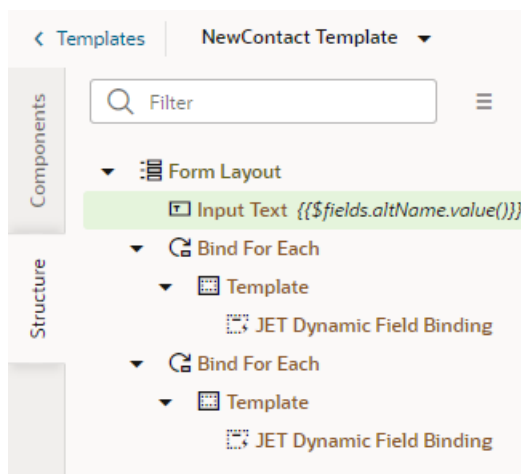 Templates
NewContact Template
Filter
Components
Structure
Form Layout
Input Text {{$fields.altName.value()}}
Bind For Each
Template
JET Dynamic Field Binding
Bind For Each
Template
JET Dynamic Field Binding